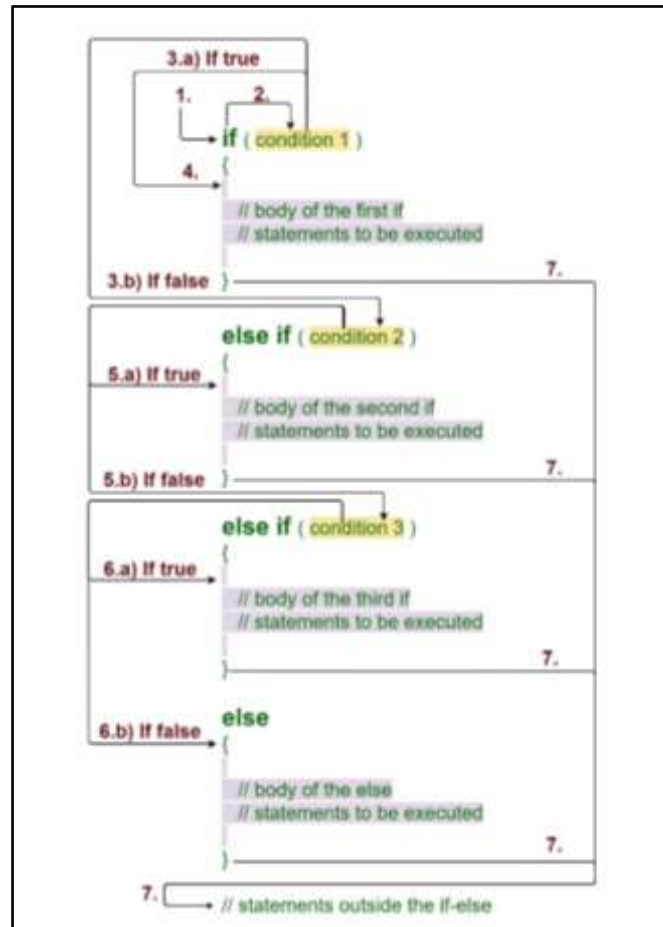 3.a) If true
1. 2.
if ( condition 1 )
{
4.
// body of the first if
// statements to be executed
7.
3.b) If false }
else if ( condition 2 )
{
5.a) If true
// body of the second if
// statements to be executed
7.
5.b) If false }
else if ( condition 3 )
{
6.a) If true
// body of the third if
// statements to be executed
7.
}
else
6.b) If false {
// body of the else
// statements to be executed
7.
}
7.
// statements outside the if-else